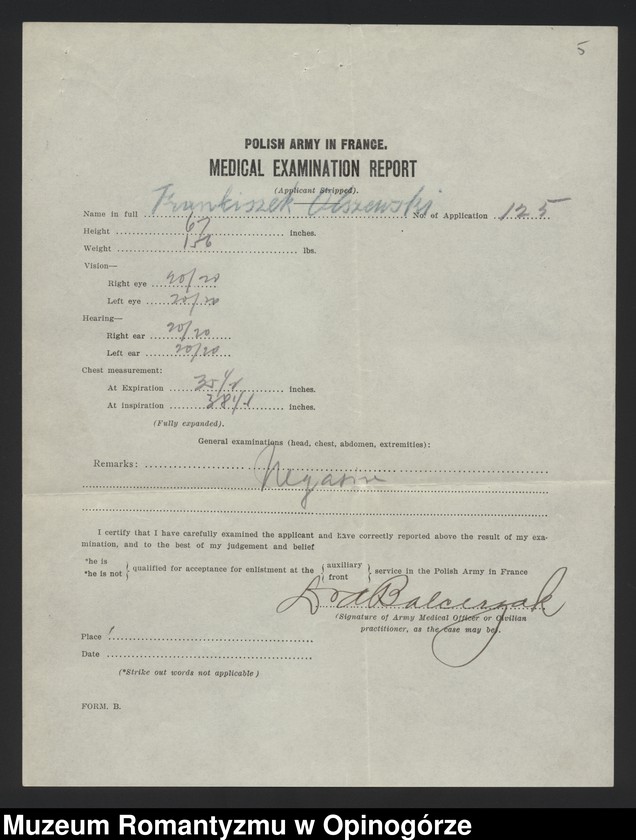 5
POLISH ARMY IN FRANCE.
MEDICAL EXAMINATION REPORT
(Applicant Stripped).
Name in full Franciszek Olszewski No. of Application 125
Height 67 inches.
Weight 156 lbs.
Vision—
Right eye 20/20
Left eye 20/20
Hearing—
Right ear 20/20
Left ear 20/20
Chest measurement:
At Expiration 35 inches.
At inspiration 38 inches.
(Fully expanded).
General examinations (head, chest, abdomen, extremities):
Remarks: Negative
I certify that I have carefully examined the applicant and have correctly reported above the result of my exa-
mination, and to the best of my judgement and belief
*he is
*he is not qualified for acceptance for enlistment at the auxiliary front service in the Polish Army in France
Dr A Balcerzak
(Signature of Army Medical Officer or Civilian
practitioner, as the case may be).
Place
Date
(*Strike out words not applicable)
FORM. B.
Muzeum Romantyzmu w Opinogórze